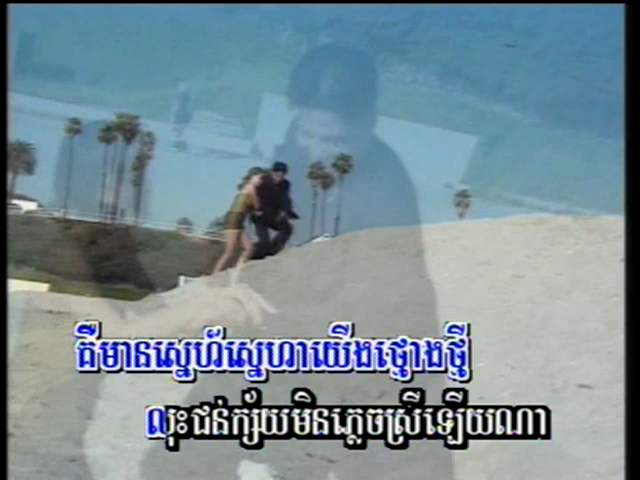 គឺមានស្នេហ៍ស្នេហាយើងថ្មោងថ្មី
លុះជន់ក្ស័យមិនភ្លេចស្រីឡើយណា